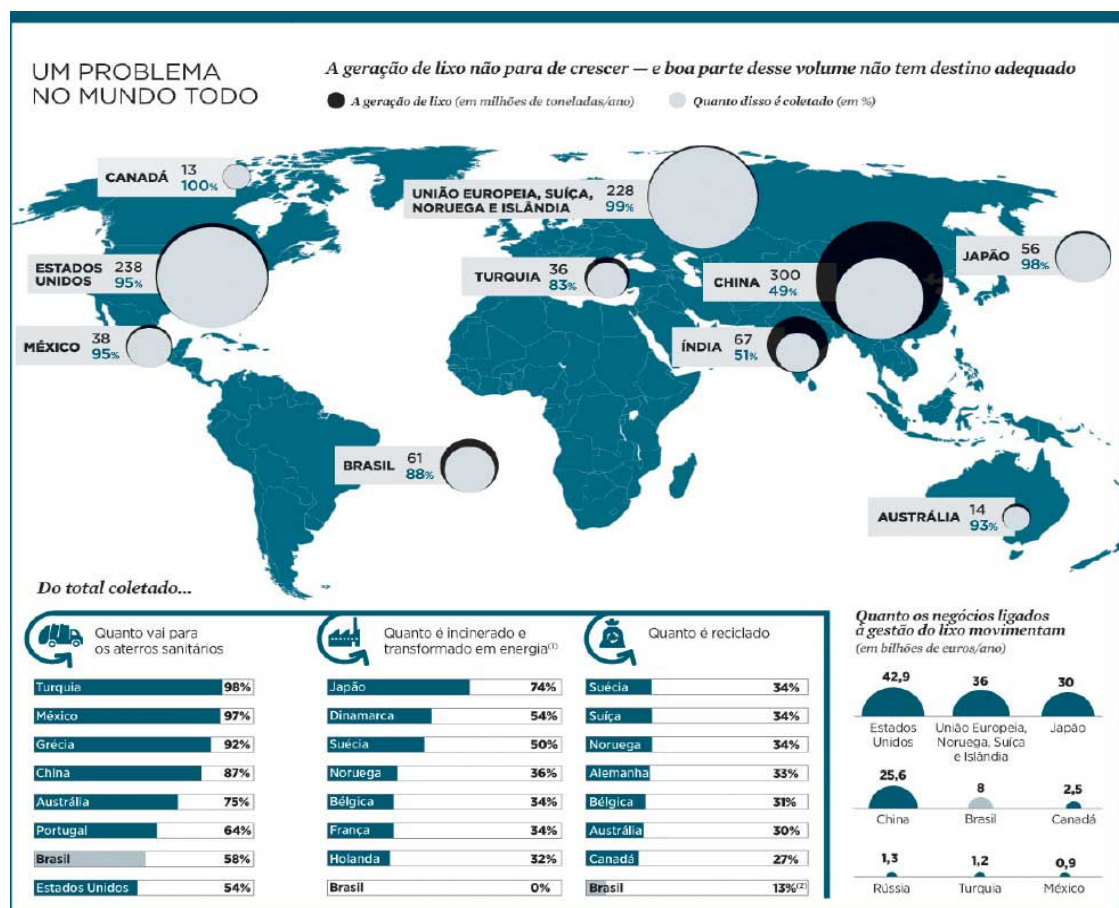 UM PROBLEMA
NO MUNDO TODO
A geração de lixo não para de crescer — e boa parte desse volume não tem destino adequado
A geração de lixo (em milhões de toneladas/ano)
Quanto disso é coletado (em %)
CANADÁ 13
100%
UNIÃO EUROPEIA, SUÍÇA, 228
NORUEGA E ISLÂNDIA 99%
ESTADOS 238
UNIDOS 95%
TURQUIA 36
83%
CHINA 300
49%
JAPÃO 56
98%
MÉXICO 38
95%
ÍNDIA 67
51%
BRASIL 61
88%
AUSTRÁLIA 14
93%
Do total coletado...
Quanto vai para
os aterros sanitários
Turquia 98%
México 97%
Grécia 92%
China 87%
Austrália 75%
Portugal 64%
Brasil 58%
Estados Unidos 54%
Quanto é incinerado e
transformado em energia(1)
Japão 74%
Dinamarca 54%
Suécia 50%
Noruega 36%
Bélgica 34%
França 34%
Holanda 32%
Brasil 0%
Quanto é reciclado
Suécia 34%
Suíça 34%
Noruega 34%
Alemanha 33%
Bélgica 31%
Austrália 30%
Canadá 27%
Brasil 13%(2)
Quanto os negócios ligados
à gestão do lixo movimentam
(em bilhões de euros/ano)
42,9 36 30
Estados União Europeia, Japão
Unidos Noruega, Suíça
e Islândia
25,6 8 2,5
China Brasil Canadá
1,3 1,2 0,9
Rússia Turquia México